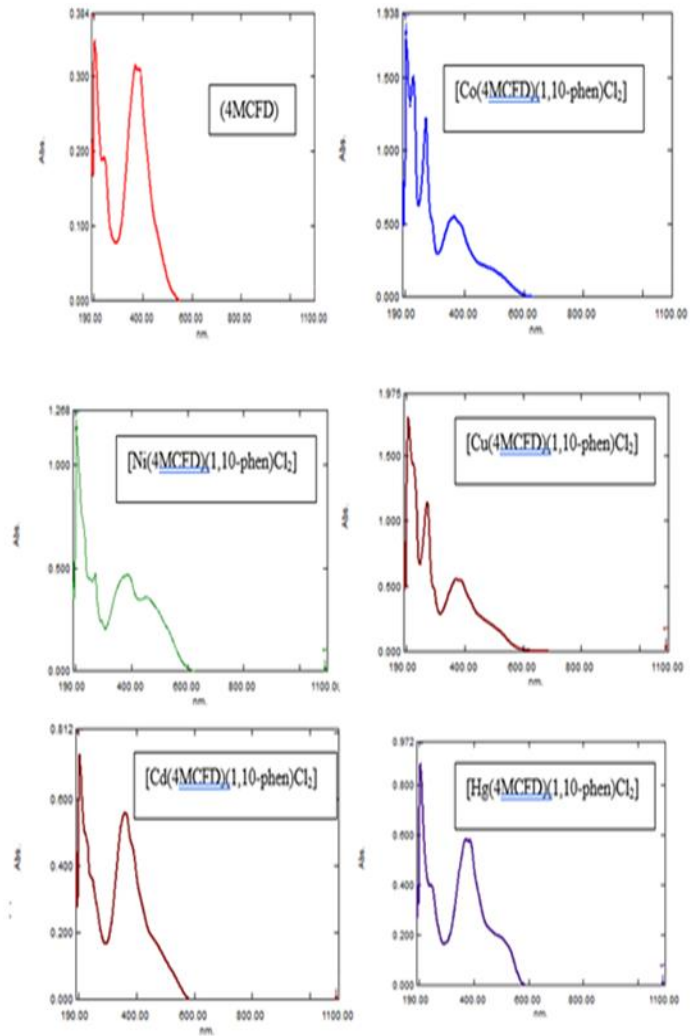 0.384
0.300
0.200
0.100
0.000
Abs.
(4MCFD)
190.00 400.00 600.00 800.00 1100.00
nm.
1.938
1.500
1.000
0.500
0.000
Abs.
[Co(4MCFD)(1,10-phen)Cl₂]
190.00 400.00 600.00 800.00 1100.00
nm.
1.268
1.000
0.500
0.000
Abs.
[Ni(4MCFD)(1,10-phen)Cl₂]
190.00 400.00 600.00 800.00 1100.0
nm.
1.976
1.500
1.000
0.500
0.000
Abs.
[Cu(4MCFD)(1,10-phen)Cl₂]
190.00 400.00 600.00 800.00 1100.00
nm.
0.812
0.600
0.400
0.200
0.000
Abs.
[Cd(4MCFD)(1,10-phen)Cl₂]
190.00 400.00 600.00 800.00 1100.00
nm.
0.972
0.800
0.600
0.400
0.200
0.000
Abs.
[Hg(4MCFD)(1,10-phen)Cl₂]
190.00 400.00 600.00 800.00 1100.00
nm.